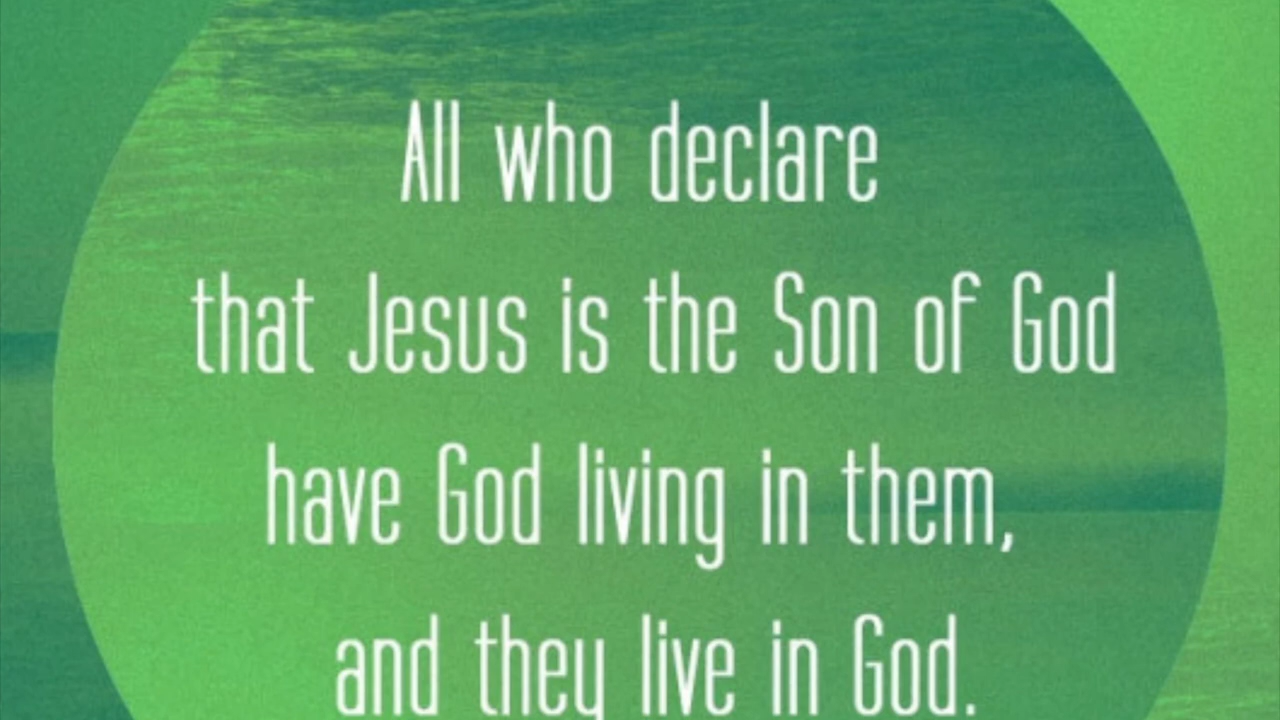 All who declare
that Jesus is the Son of God
have God living in them,
and they live in God.